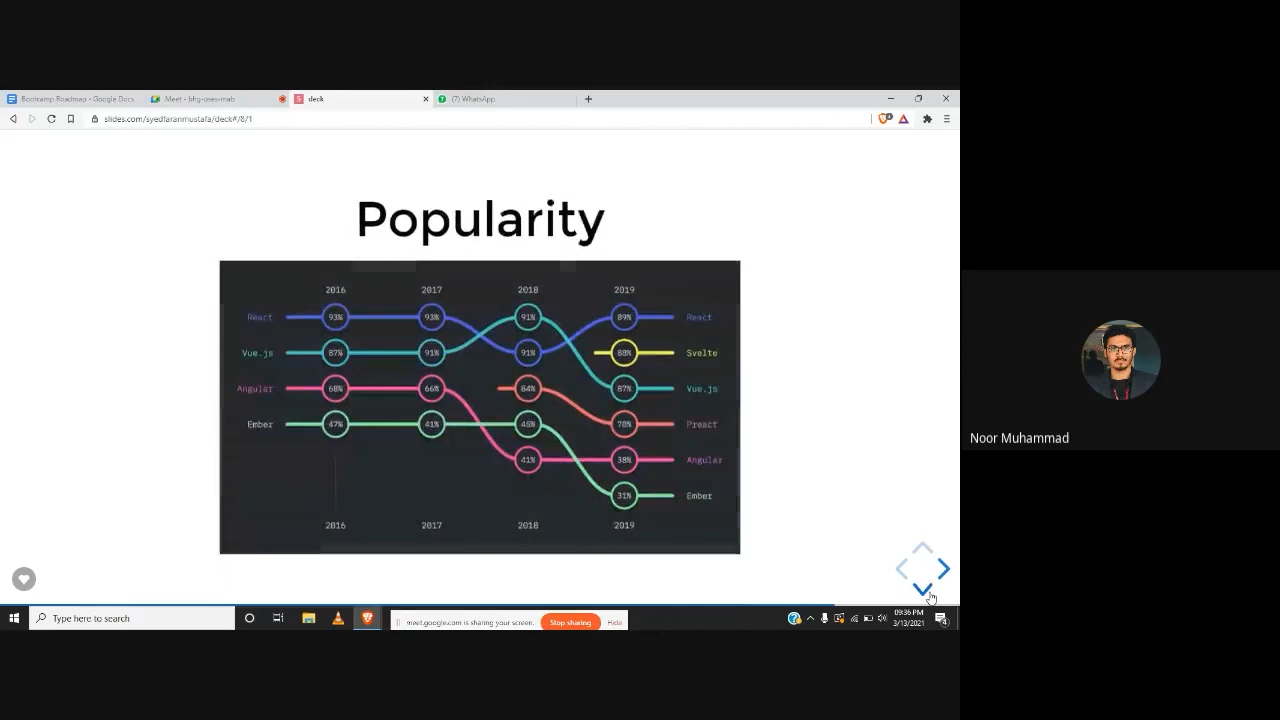 Bootcamp Roadmap - Google Docs
Meet - bhg-oses-mab
deck
(7) WhatsApp
slides.com/syedfaranmustafa/deck#/8/1
Popularity
2016 2017 2018 2019
React 93% 93% 91% 89% React
Vue.js 87% 91% 91% 88% Svelte
Angular 68% 66% 84% 87% Vue.js
Ember 47% 41% 46% 78% Preact
41% 38% Angular
31% Ember
2016 2017 2018 2019
Noor Muhammad
Type here to search
meet.google.com is sharing your screen.
Stop sharing
Hide
09:36 PM
3/13/2021
4